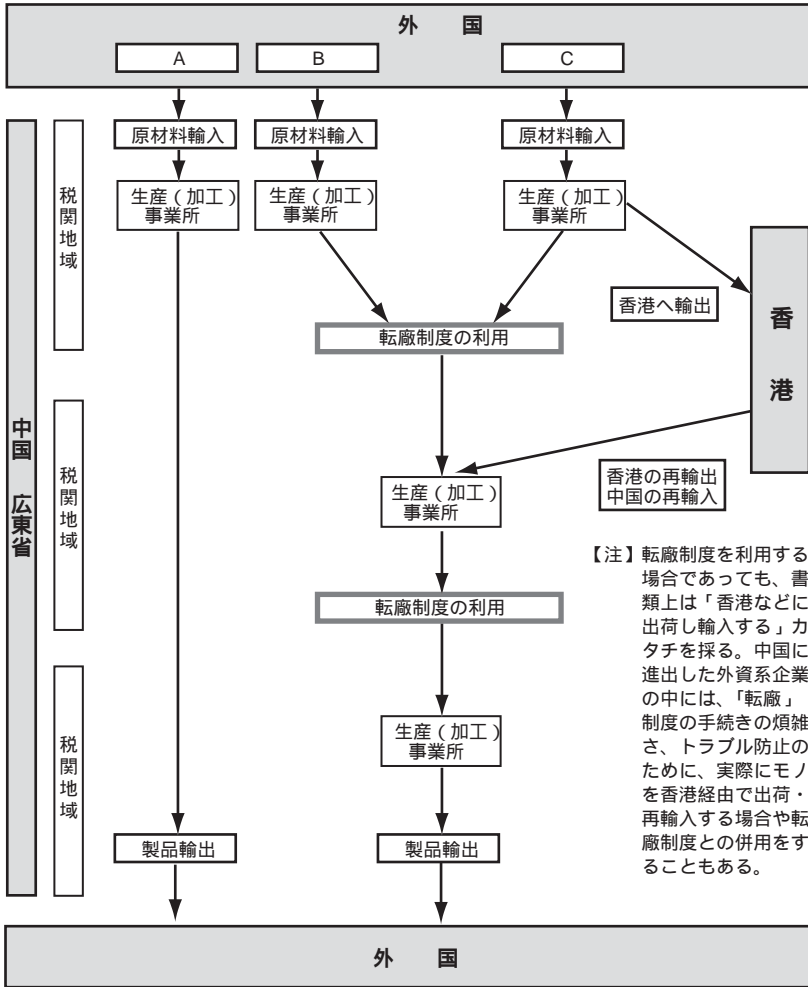 外 国
A
B
C
原材料輸入
原材料輸入
原材料輸入
生産(加工)
事業所
生産(加工)
事業所
生産(加工)
事業所
税関地域
香港へ輸出
香港
転廠制度の利用
中国 広東省
税関地域
生産(加工)
事業所
香港の再輸出
中国の再輸入
転廠制度の利用
【注】転廠制度を利用する
場合であっても、書
類上は「香港などに
出荷し輸入する」カ
タチを採る。中国に
進出した外資系企業
の中には、「転廠」
制度の手続きの煩雑
さ、トラブル防止の
ために、実際にモノ
を香港経由で出荷・
再輸入する場合や転
廠制度との併用をす
ることもある。
税関地域
生産(加工)
事業所
製品輸出
製品輸出
外 国